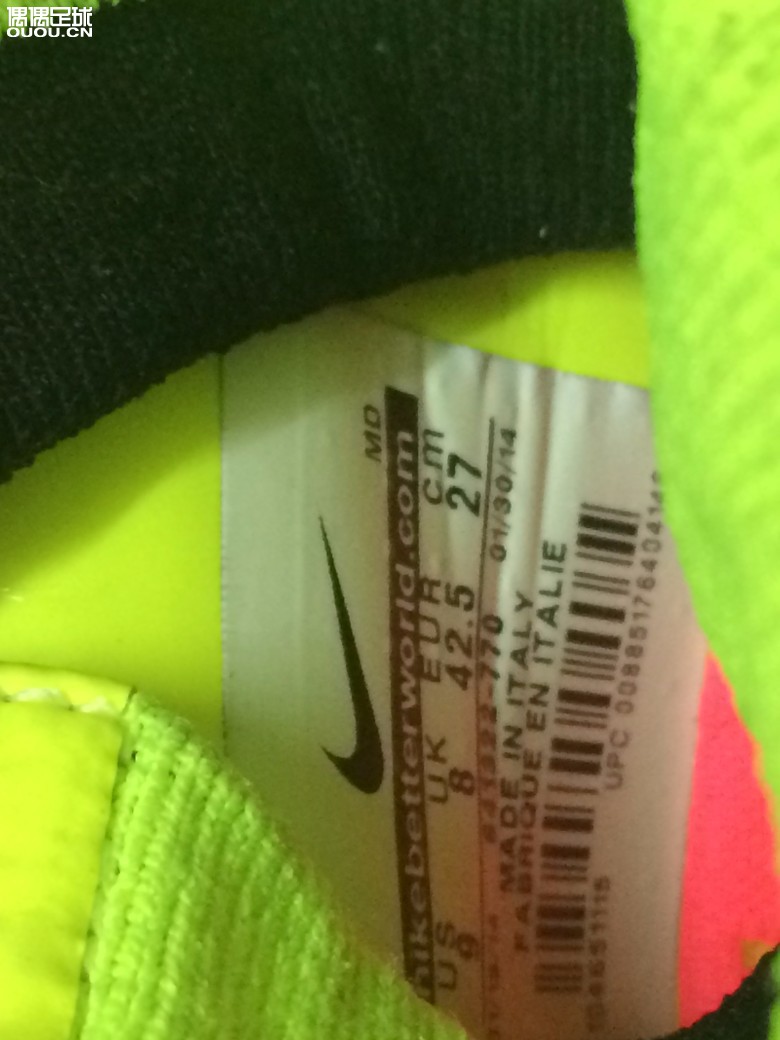 偶偶足球
OUOU.CN
MD
nikebetterworld.com
US UK EUR cm
9 8 42.5 27
01/30/14
MADE IN ITALY
FABRIQUE EN ITALIE
UPC